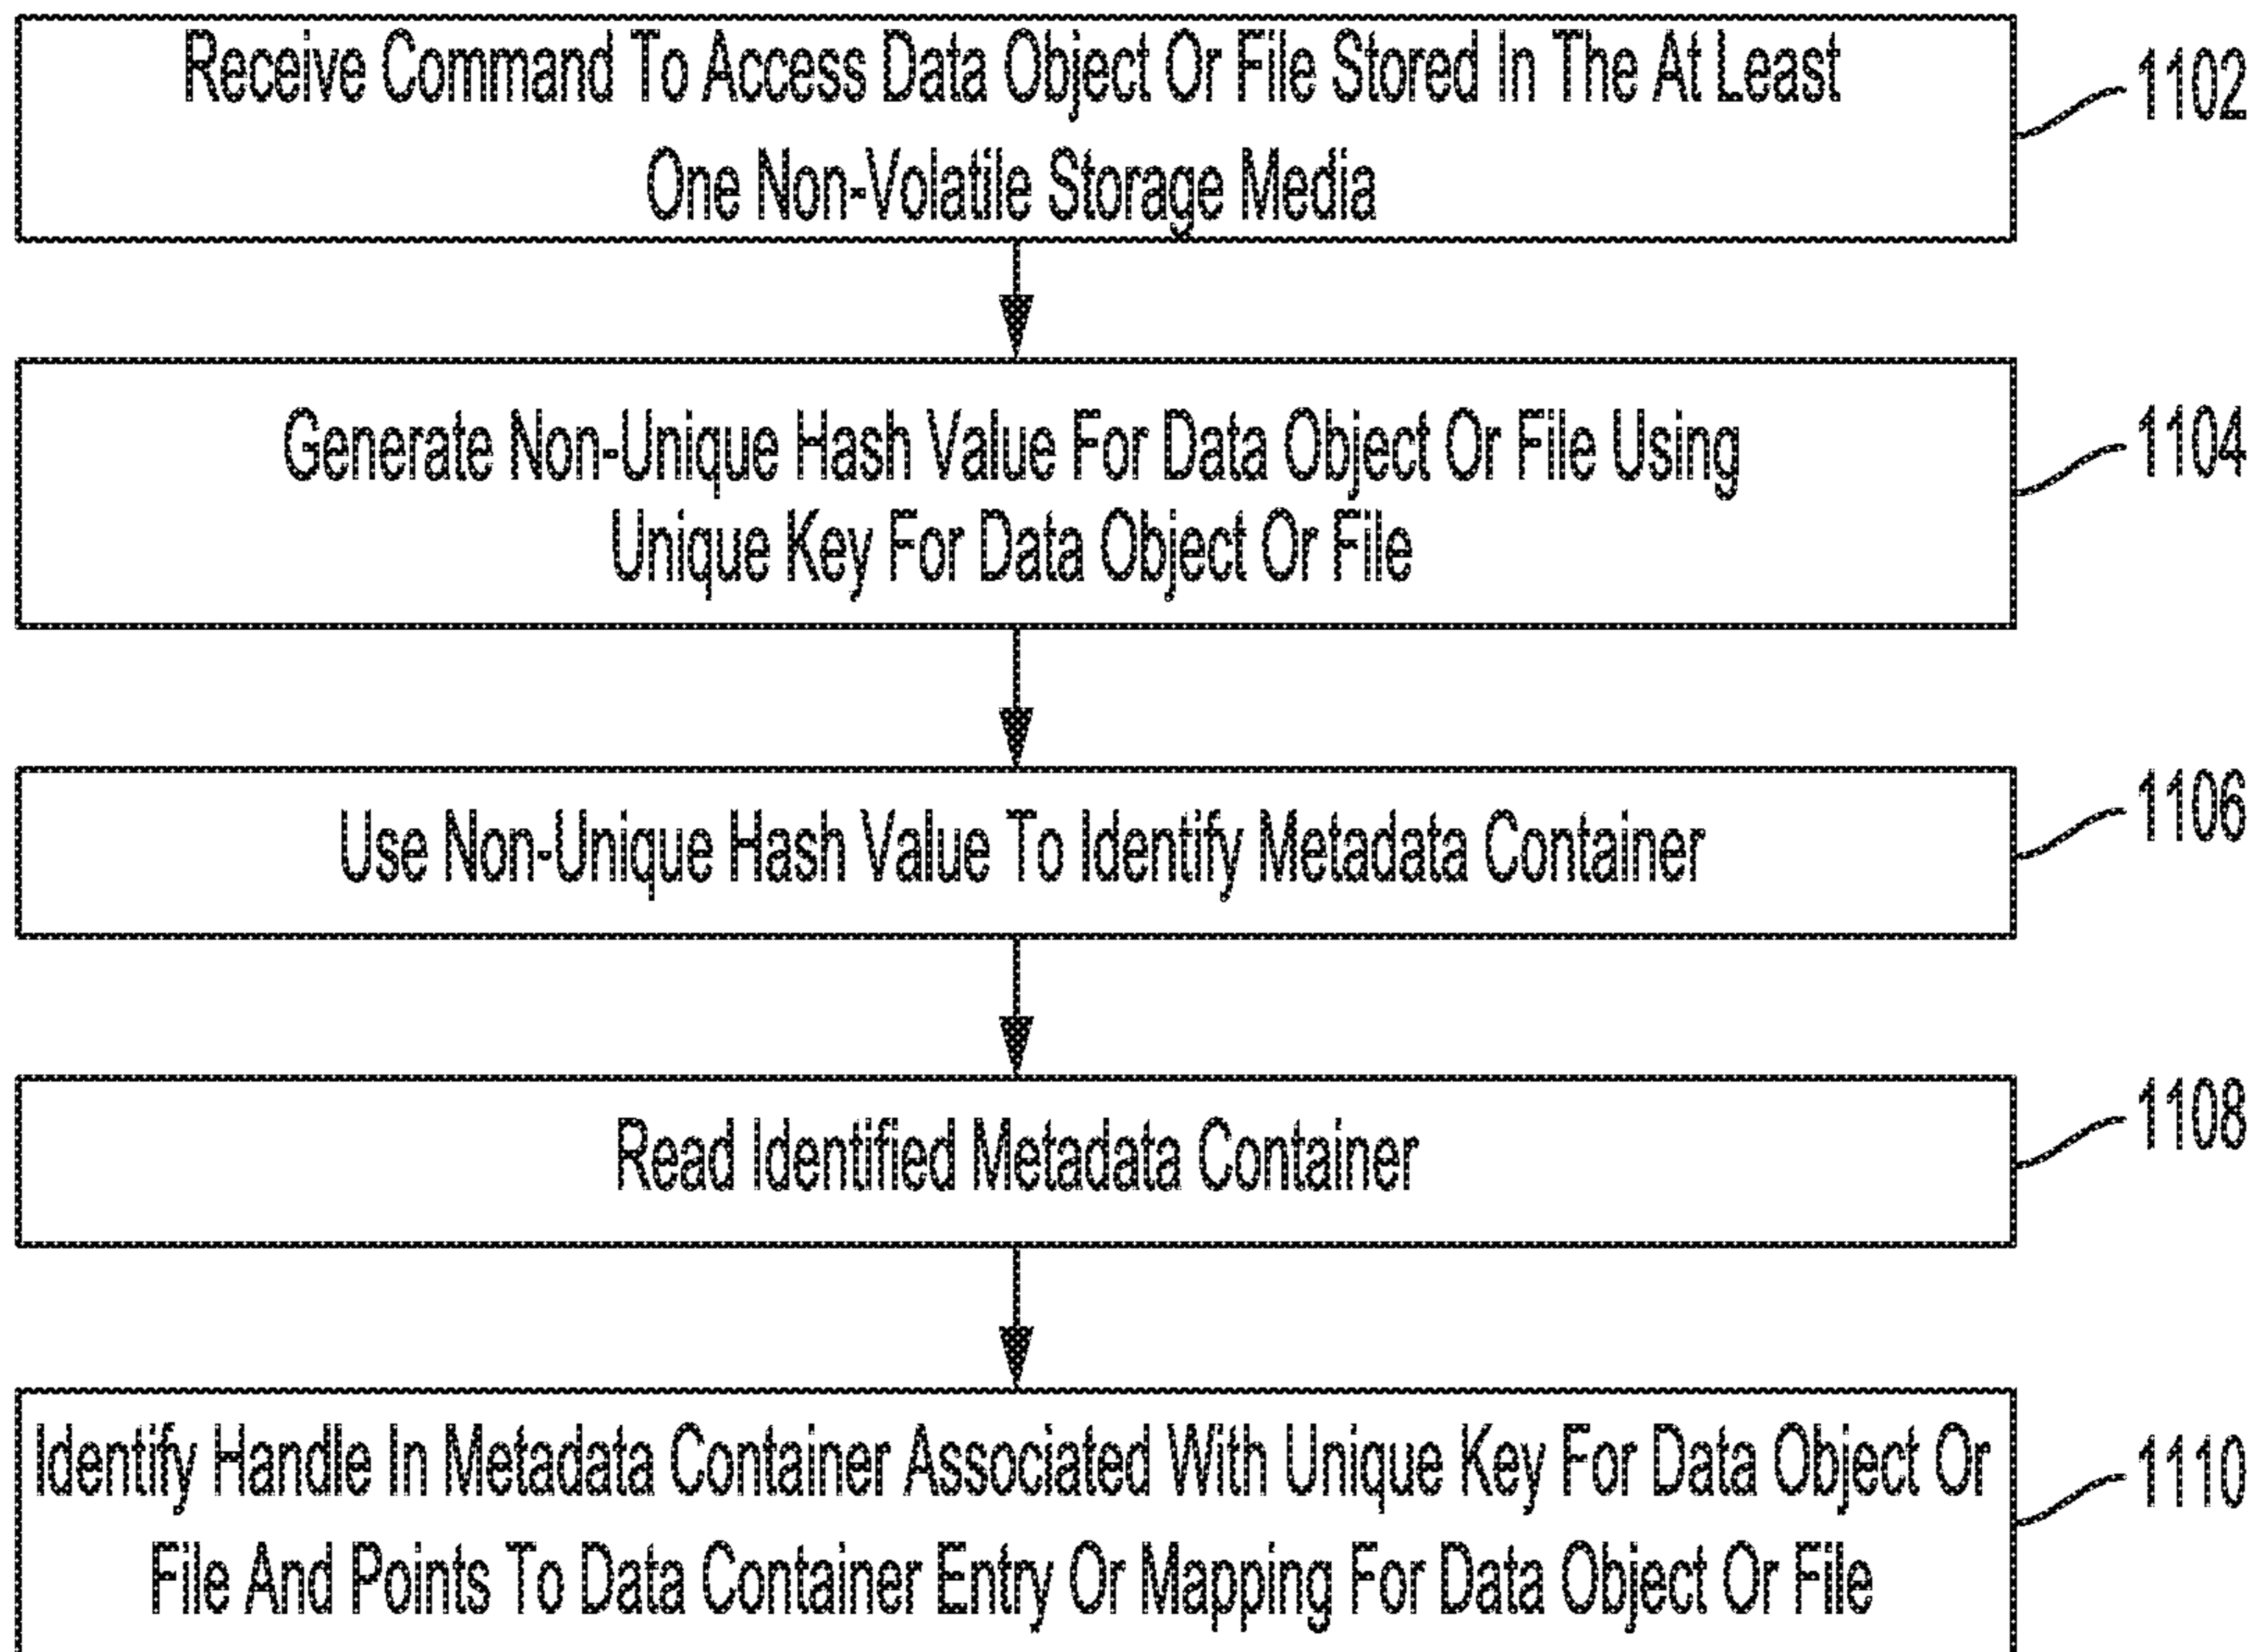 Receive Command To Access Data Object Or File Stored In The At Least
One Non-Volatile Storage Media
1102
Generate Non-Unique Hash Value For Data Object Or File Using
Unique Key For Data Object Or File
1104
Use Non-Unique Hash Value To Identify Metadata Container
1106
Read Identified Metadata Container
1108
Identify Handle In Metadata Container Associated With Unique Key For Data Object Or
File And Points To Data Container Entry Or Mapping For Data Object Or File
1110